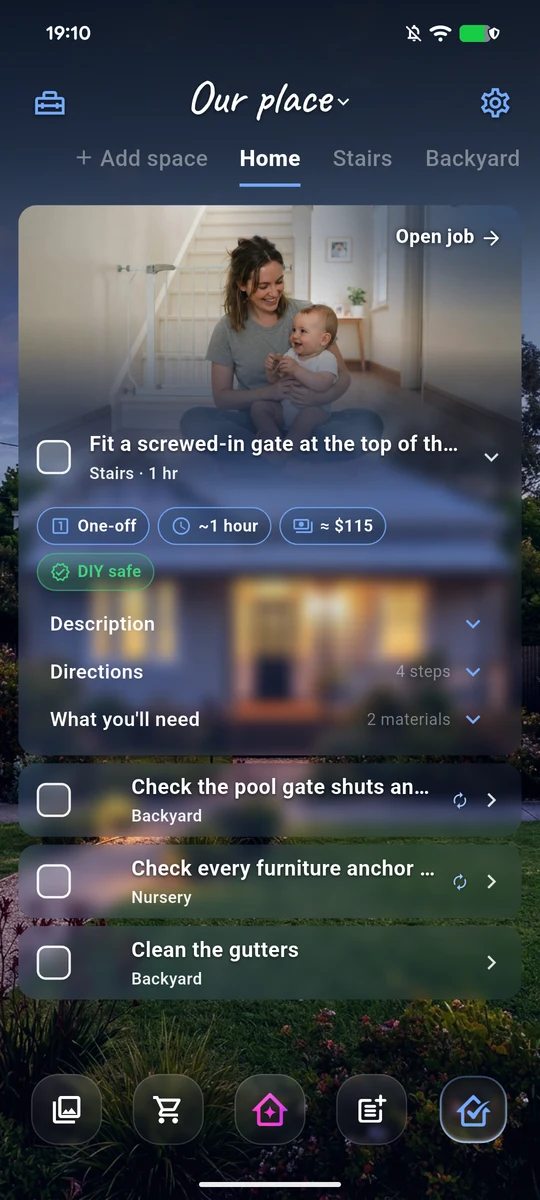 19:10
Our place
+ Add space Home Stairs Backyard
Open job →
Fit a screwed-in gate at the top of th...
Stairs · 1 hr
One-off ~1 hour ≈ $115
DIY safe
Description
Directions 4 steps
What you'll need 2 materials
Check the pool gate shuts an...
Backyard
Check every furniture anchor ...
Nursery
Clean the gutters
Backyard